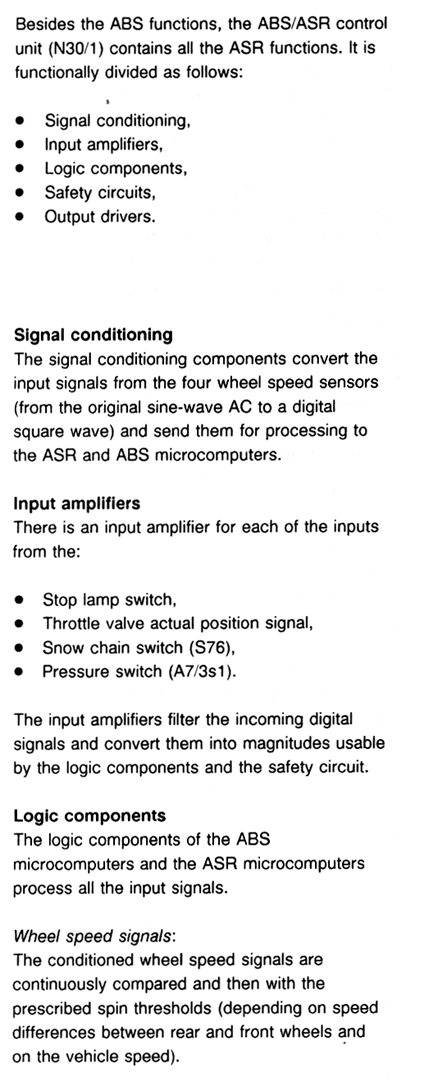 Besides the ABS functions, the ABS/ASR control
unit (N30/1) contains all the ASR functions. It is
functionally divided as follows:
● Signal conditioning,
● Input amplifiers,
● Logic components,
● Safety circuits,
● Output drivers.
Signal conditioning
The signal conditioning components convert the
input signals from the four wheel speed sensors
(from the original sine-wave AC to a digital
square wave) and send them for processing to
the ASR and ABS microcomputers.
Input amplifiers
There is an input amplifier for each of the inputs
from the:
● Stop lamp switch,
● Throttle valve actual position signal,
● Snow chain switch (S76),
● Pressure switch (A7/3s1).
The input amplifiers filter the incoming digital
signals and convert them into magnitudes usable
by the logic components and the safety circuit.
Logic components
The logic components of the ABS
microcomputers and the ASR microcomputers
process all the input signals.
Wheel speed signals:
The conditioned wheel speed signals are
continuously compared and then with the
prescribed spin thresholds (depending on speed
differences between rear and front wheels and
on the vehicle speed).